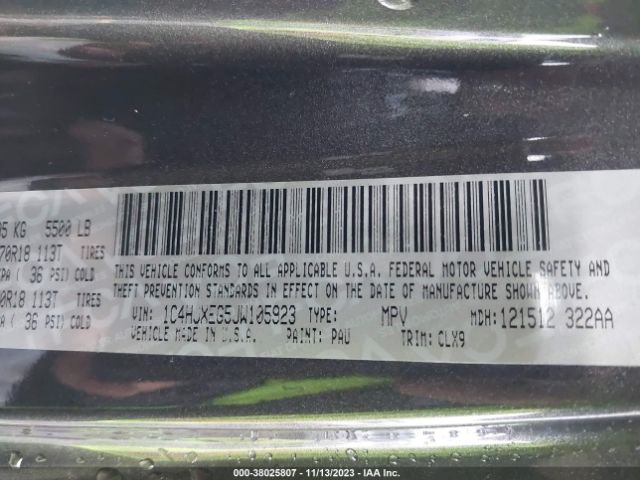 95 KG 5500 LB
70R18 113T TIRES
KPA ( 36 PSI) COLD
70R18 113T TIRES
( 36 PSI) COLD
THIS VEHICLE CONFORMS TO ALL APPLICABLE U.S.A. FEDERAL MOTOR VEHICLE SAFETY AND
THEFT PREVENTION STANDARDS IN EFFECT ON THE DATE OF MANUFACTURE SHOWN ABOVE.
VIN: 1C4HJXEG5JW105923 TYPE: MPV MDH:121512 322AA
VEHICLE MADE IN U.S.A. PAINT: PAU TRIM: CLX9
000-38025807 - 11/13/2023 - IAA Inc.